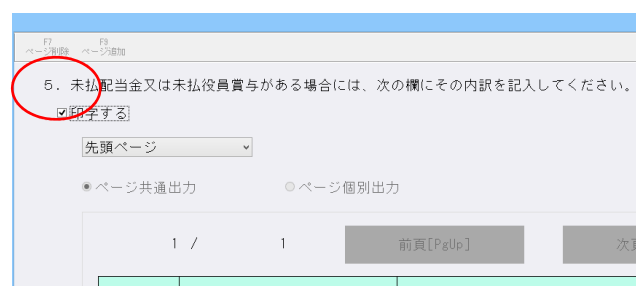 F7 F9
ページ削除 ページ追加
5. 未払配当金又は未払役員賞与がある場合には、次の欄にその内訳を記入してください。
印字する
先頭ページ
ページ共通出力 ページ個別出力
1 / 1 前頁[PgUp] 次頁